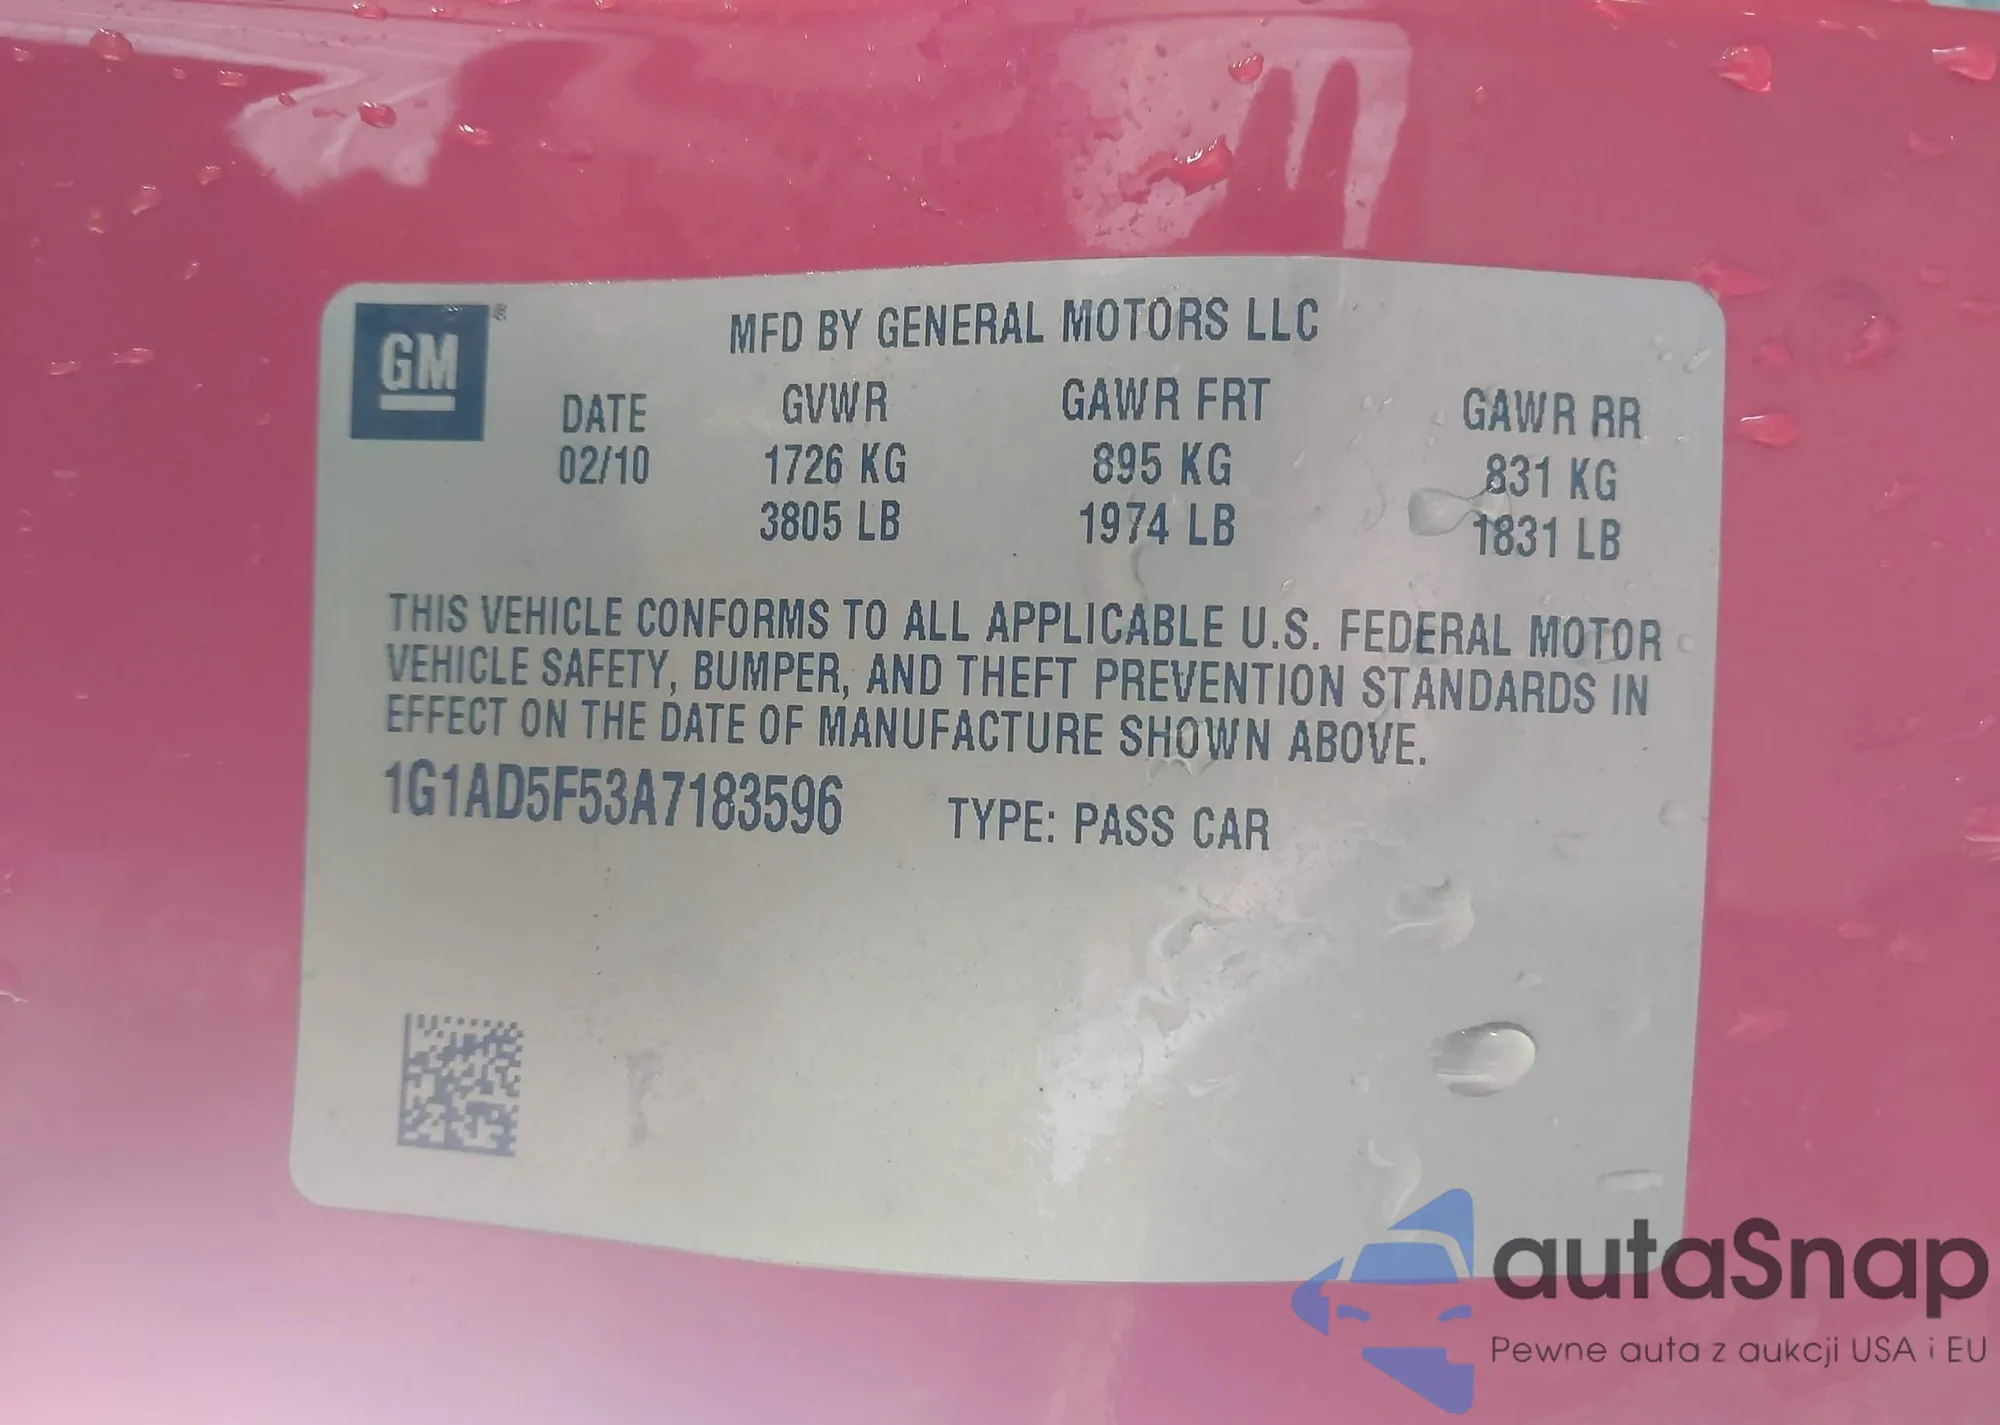 GM®
MFD BY GENERAL MOTORS LLC
DATE GVWR GAWR FRT GAWR RR
02/10 1726 KG 895 KG 831 KG
3805 LB 1974 LB 1831 LB
THIS VEHICLE CONFORMS TO ALL APPLICABLE U.S. FEDERAL MOTOR
VEHICLE SAFETY, BUMPER, AND THEFT PREVENTION STANDARDS IN
EFFECT ON THE DATE OF MANUFACTURE SHOWN ABOVE.
1G1AD5F53A7183596 TYPE: PASS CAR
autaSnap
Pewne auta z aukcji USA i EU